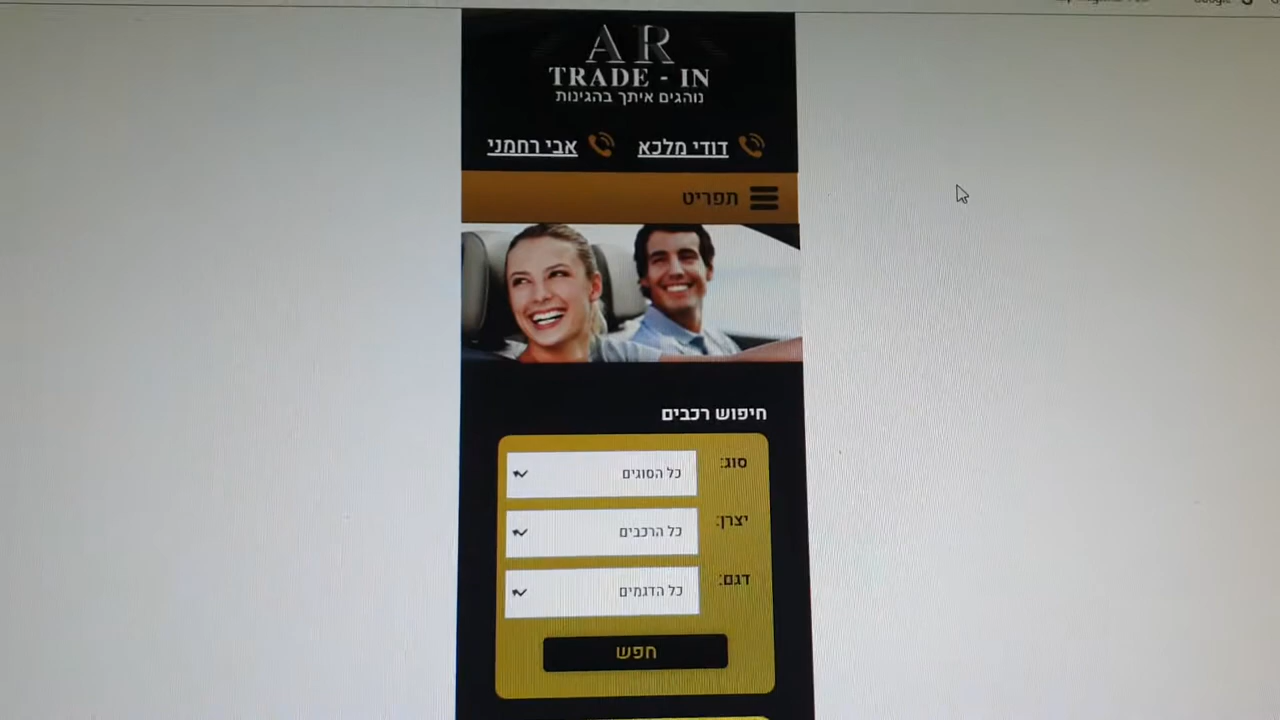 AR
TRADE - IN
נוהגים איתך בהגינות
דודי מלכא אבי רחמני
תפריט
חיפוש רכבים
סוג: כל הסוגים
יצרן: כל הרכבים
דגם: כל הדגמים
חפש